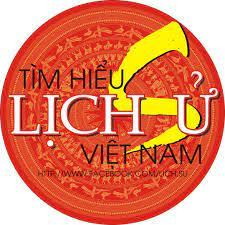 TÌM HIỂU
LỊCH SỬ
VIỆT NAM
HTTP://WWW.FACEBOOK.COM/LICH.SU